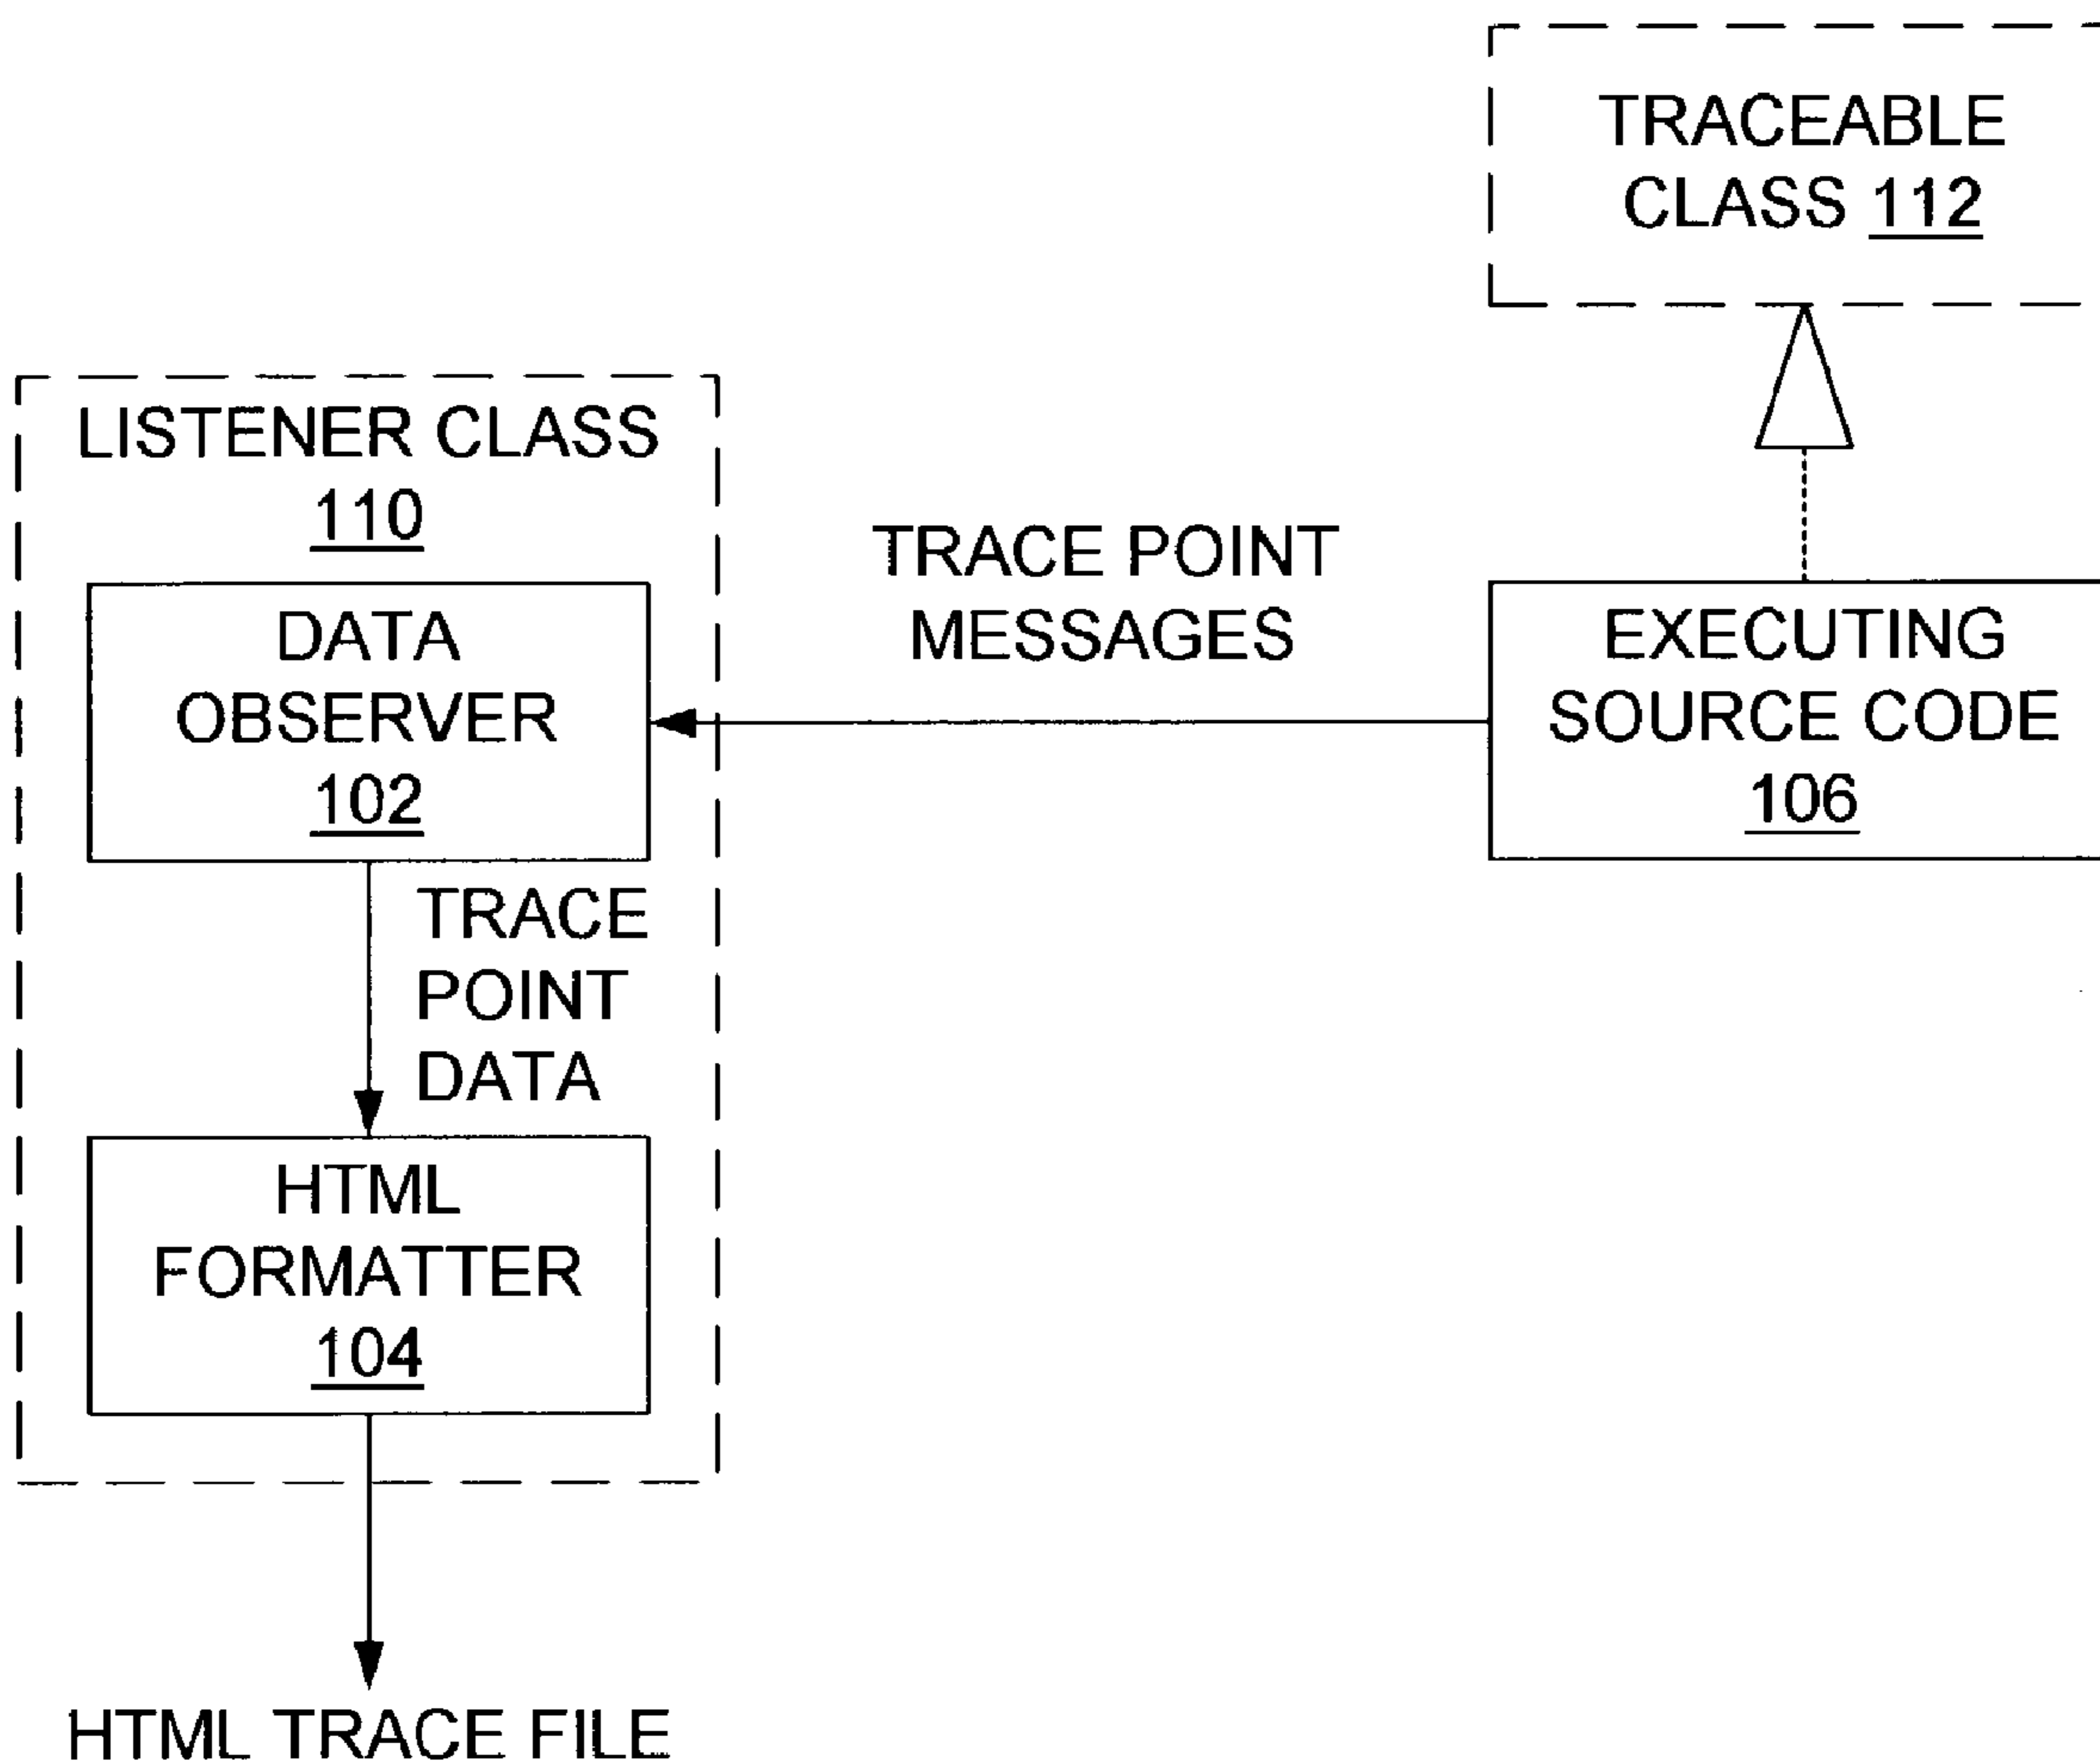 TRACEABLE
CLASS 112
LISTENER CLASS
110
TRACE POINT
MESSAGES
DATA
OBSERVER
102
EXECUTING
SOURCE CODE
106
TRACE
POINT
DATA
HTML
FORMATTER
104
HTML TRACE FILE